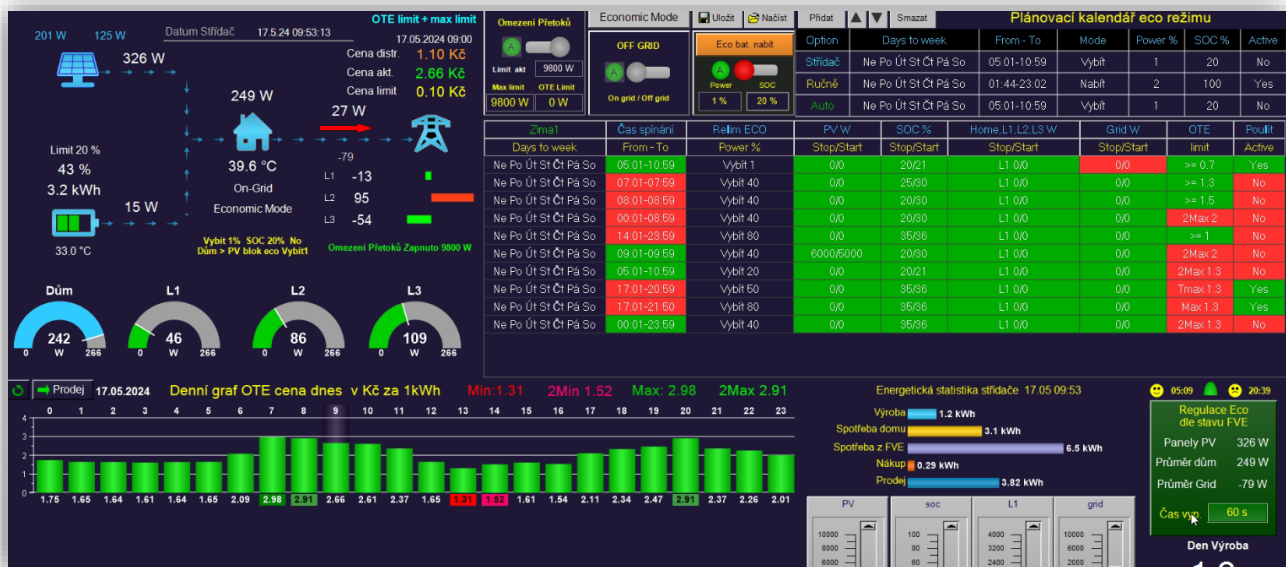 OTE limit + max limit
201 W 125 W Datum Střídač 17.5.24 09:53:13
17.05.2024 09:00
326 W
Cena distr. 1.10 Kč
Cena akt. 2.66 Kč
Cena limit 0.10 Kč
249 W
27 W
Limit 20 %
43 %
3.2 kWh
39.6 °C
On-Grid
Economic Mode
-79
L1 -13
L2 95
L3 -54
15 W
33.0 °C
Vybit 1% SOC 20% No
Dům > PV blok eco Vybit1
Omezení Přetoků Zapnuto 9800 W
Dům L1 L2 L3
242 46 86 109
0 W 266 0 W 266 0 W 266 0 W 266
Omezení Přetoků
A
Limit akt 9800 W
Max limit OTE Limit
9800 W 0 W
Economic Mode Uložit Načíst Přidat Smazat Plánovací kalendář eco režimu
OFF GRID
A
On grid / Off grid
Eco bat. nabít
A
Power SOC
1 % 20 %
Option Days to week From - To Mode Power % SOC % Active
Střídač Ne Po Út St Čt Pá So 05:01-10:59 Vybít 1 20 No
Ručně Ne Po Út St Čt Pá So 01:44-23:02 Nabít 2 100 Yes
Auto Ne Po Út St Čt Pá So 05:01-10:59 Vybít 1 20 No
Zima1 Čas spínání Relim ECO PV W SOC % Home,L1,L2,L3 W Grid W OTE Poulít
Days to week From - To Power % Stop/Start Stop/Start Stop/Start Stop/Start limit Active
Ne Po Út St Čt Pá So 05:01-10:59 Vybít 1 0/0 20/21 L1 0/0 0/0 >= 0.7 Yes
Ne Po Út St Čt Pá So 07:01-07:59 Vybít 40 0/0 25/30 L1 0/0 0/0 >= 1.3 No
Ne Po Út St Čt Pá So 08:01-08:59 Vybít 40 0/0 20/30 L1 0/0 0/0 >= 1.5 No
Ne Po Út St Čt Pá So 00:01-08:59 Vybít 40 0/0 20/30 L1 0/0 0/0 2Max 2 No
Ne Po Út St Čt Pá So 14:01-23:59 Vybít 80 0/0 35/36 L1 0/0 0/0 >= 1 No
Ne Po Út St Čt Pá So 09:01-09:59 Vybít 40 6000/5000 20/30 L1 0/0 0/0 2Max 2 No
Ne Po Út St Čt Pá So 05:01-10:59 Vybít 20 0/0 20/21 L1 0/0 0/0 2Max 1.3 No
Ne Po Út St Čt Pá So 17:01-20:59 Vybít 50 0/0 35/36 L1 0/0 0/0 Tmax 1.3 Yes
Ne Po Út St Čt Pá So 17:01-21:50 Vybít 80 0/0 35/36 L1 0/0 0/0 Max 1.3 Yes
Ne Po Út St Čt Pá So 00:01-23:59 Vybít 40 0/0 35/36 L1 0/0 0/0 2Max 1.3 No
Prodej 17.05.2024 Denní graf OTE cena dnes v Kč za 1kWh Min:1.31 2Min 1.52 Max: 2.98 2Max 2.91
0 1 2 3 4 5 6 7 8 9 10 11 12 13 14 15 16 17 18 19 20 21 22 23
4
3
2
1
0
1.75 1.65 1.64 1.61 1.64 1.65 2.09 2.98 2.91 2.66 2.61 2.37 1.65 1.31 1.52 1.61 1.54 2.11 2.34 2.47 2.91 2.37 2.26 2.01
Energetická statistika střídače 17.05 09:53
Výroba 1.2 kWh
Spotřeba domu 3.1 kWh
Spotřeba z FVE 6.5 kWh
Nákup 0.29 kWh
Prodej 3.82 kWh
PV soc L1 grid
10000 100 4000 10000
8000 80 3200 6000
6000 60 2400 2000
05:09 20:39
Regulace Eco
dle stavu FVE
Panely PV 326 W
Průměr dům 249 W
Průměr Grid -79 W
Čas vyp. 60 s
Den Výroba